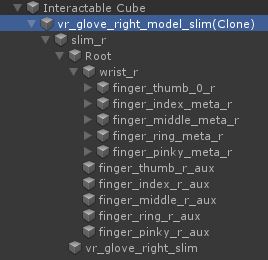 Interactable Cube
vr_glove_right_model_slim(Clone)
slim_r
Root
wrist_r
finger_thumb_0_r
finger_index_meta_r
finger_middle_meta_r
finger_ring_meta_r
finger_pinky_meta_r
finger_thumb_r_aux
finger_index_r_aux
finger_middle_r_aux
finger_ring_r_aux
finger_pinky_r_aux
vr_glove_right_slim